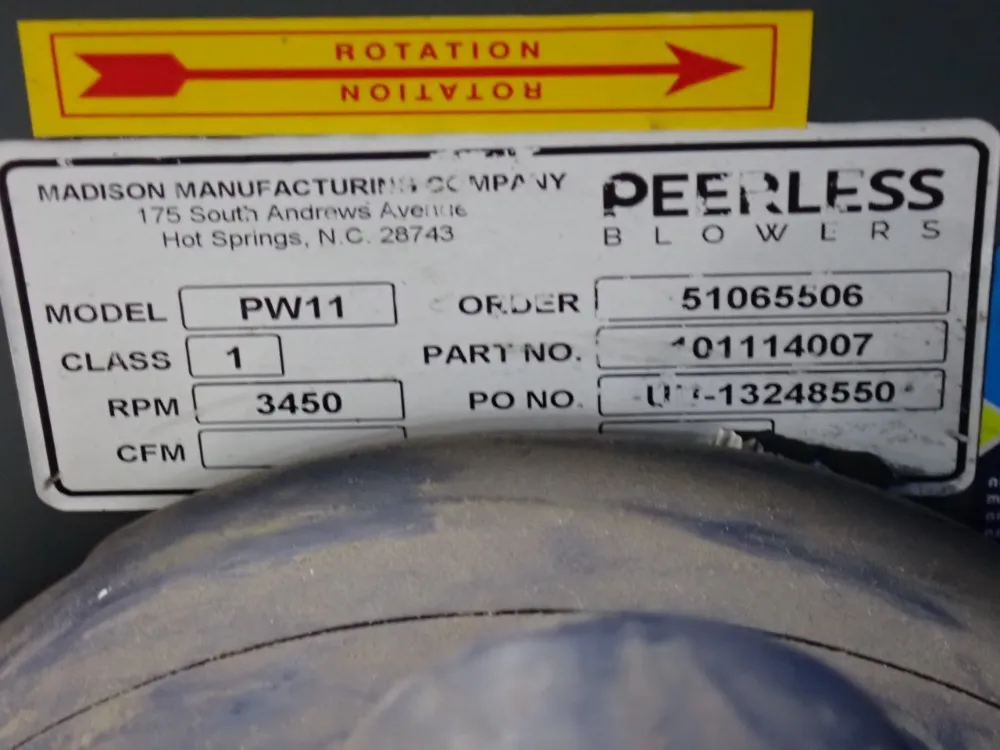 ROTATION
ROTATION
MADISON MANUFACTURING COMPANY
175 South Andrews Avenue
Hot Springs, N.C. 28743
PEERLESS
BLOWERS
MODEL PW11 ORDER 51065506
CLASS 1 PART NO. 101114007
RPM 3450 PO NO.
CFM